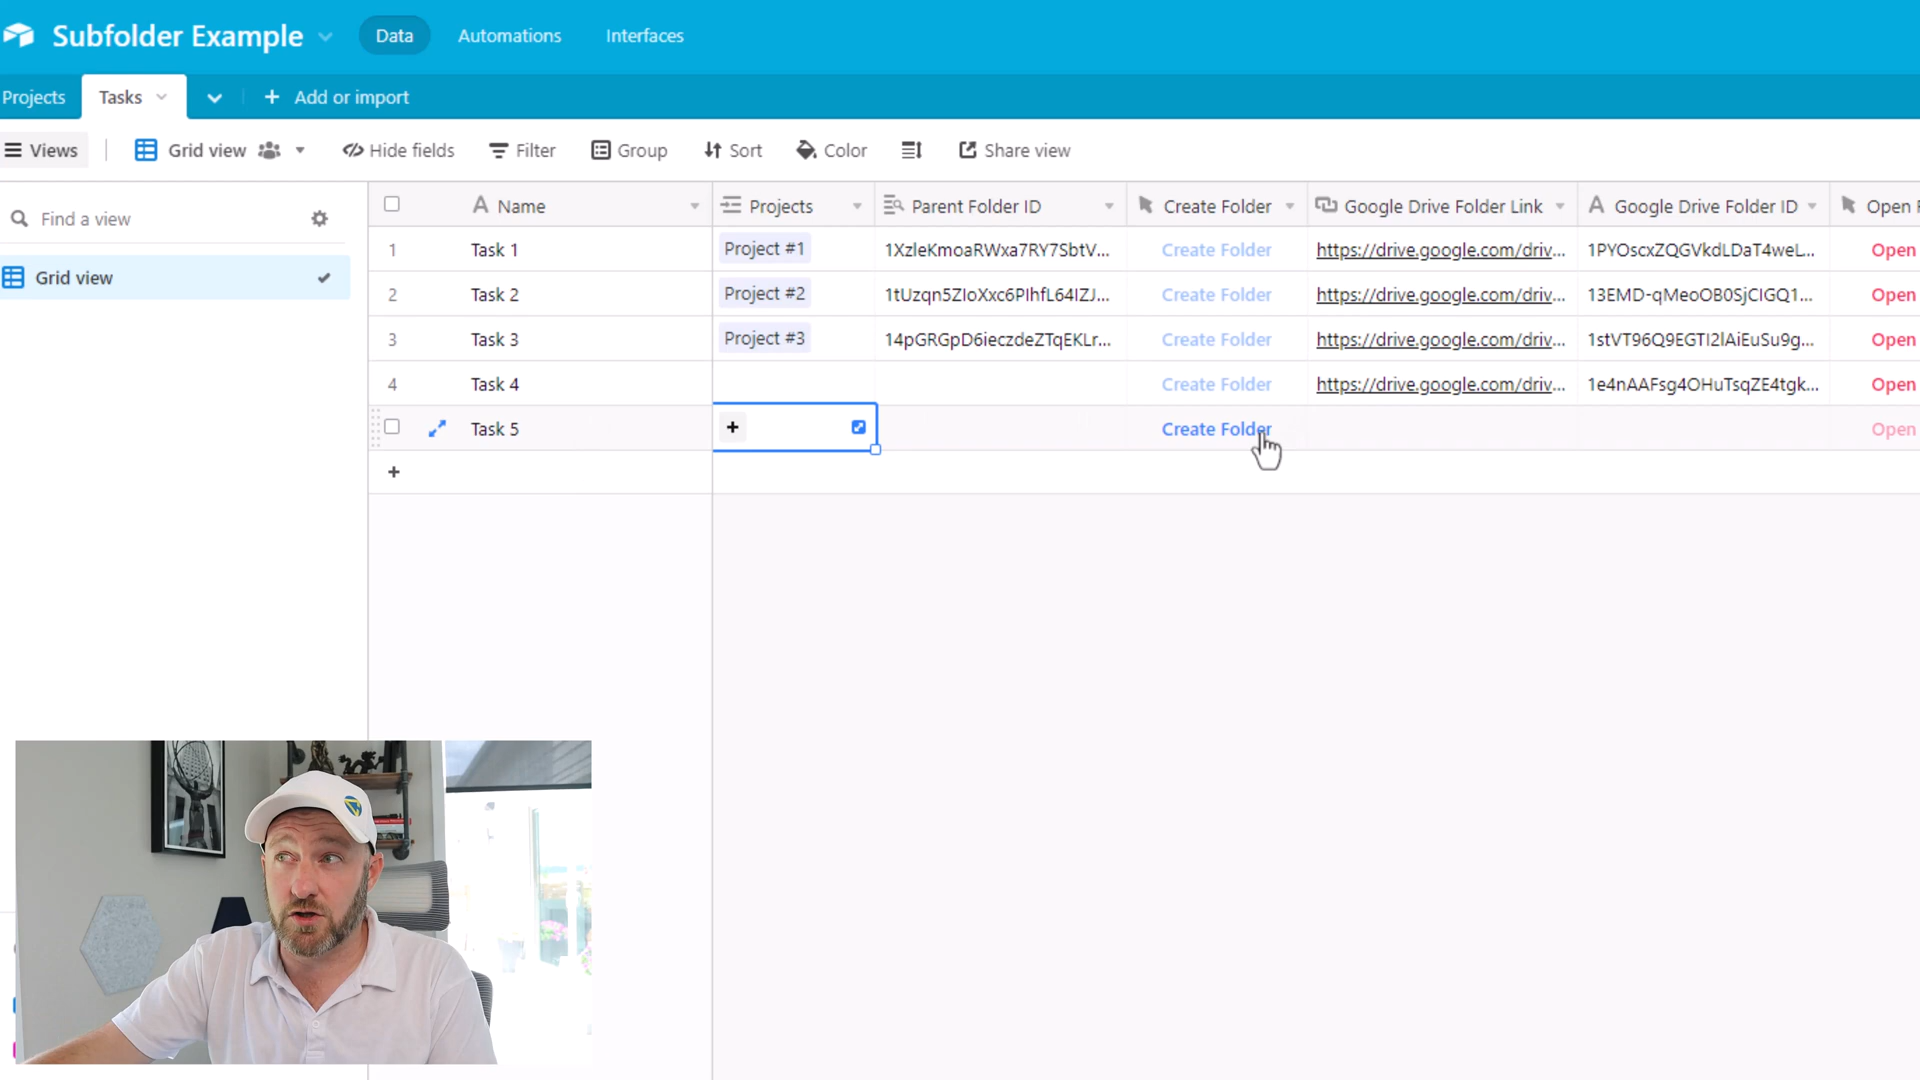 Subfolder Example Data Automations Interfaces
Projects Tasks + Add or import
Views Grid view Hide fields Filter Group Sort Color Share view
Find a view
Grid view
Name Projects Parent Folder ID Create Folder Google Drive Folder Link Google Drive Folder ID Open
1 Task 1 Project #1 1XzleKmoaRWxa7RY7SbtV... Create Folder https://drive.google.com/driv... 1PYOscxZQGVkdLDaT4weL... Open
2 Task 2 Project #2 1tUzqn5ZIoXxc6PIhfL64IZJ... Create Folder https://drive.google.com/driv... 13EMD-qMeoOB0SjCIGQ1... Open
3 Task 3 Project #3 14pGRGpD6ieczdeZTqEKLr... Create Folder https://drive.google.com/driv... 1stVT96Q9EGTI2lAiEuSu9g... Open
4 Task 4 Create Folder https://drive.google.com/driv... 1e4nAAFsg4OHuTsqZE4tgk... Open
Task 5 + Create Folder Open
+